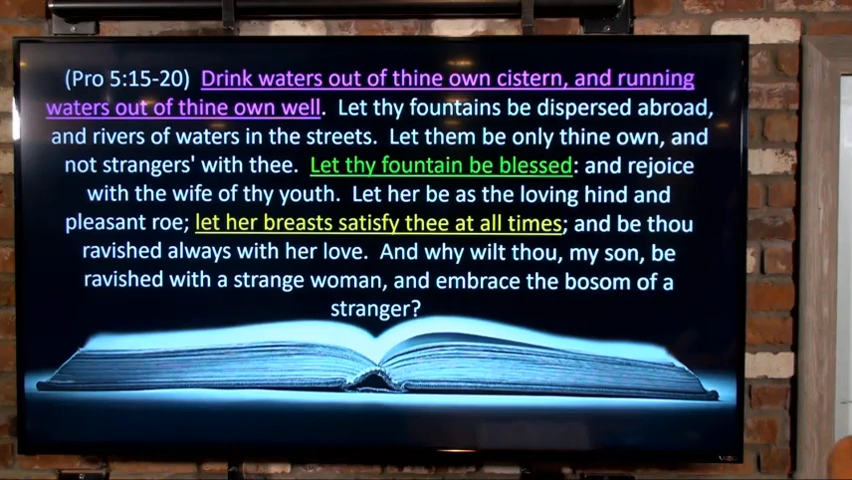 (Pro 5:15-20)  Drink waters out of thine own cistern, and running
waters out of thine own well.  Let thy fountains be dispersed abroad,
and rivers of waters in the streets.  Let them be only thine own, and
not strangers' with thee.  Let thy fountain be blessed: and rejoice
with the wife of thy youth.  Let her be as the loving hind and
pleasant roe; let her breasts satisfy thee at all times; and be thou
ravished always with her love.  And why wilt thou, my son, be
ravished with a strange woman, and embrace the bosom of a
stranger?